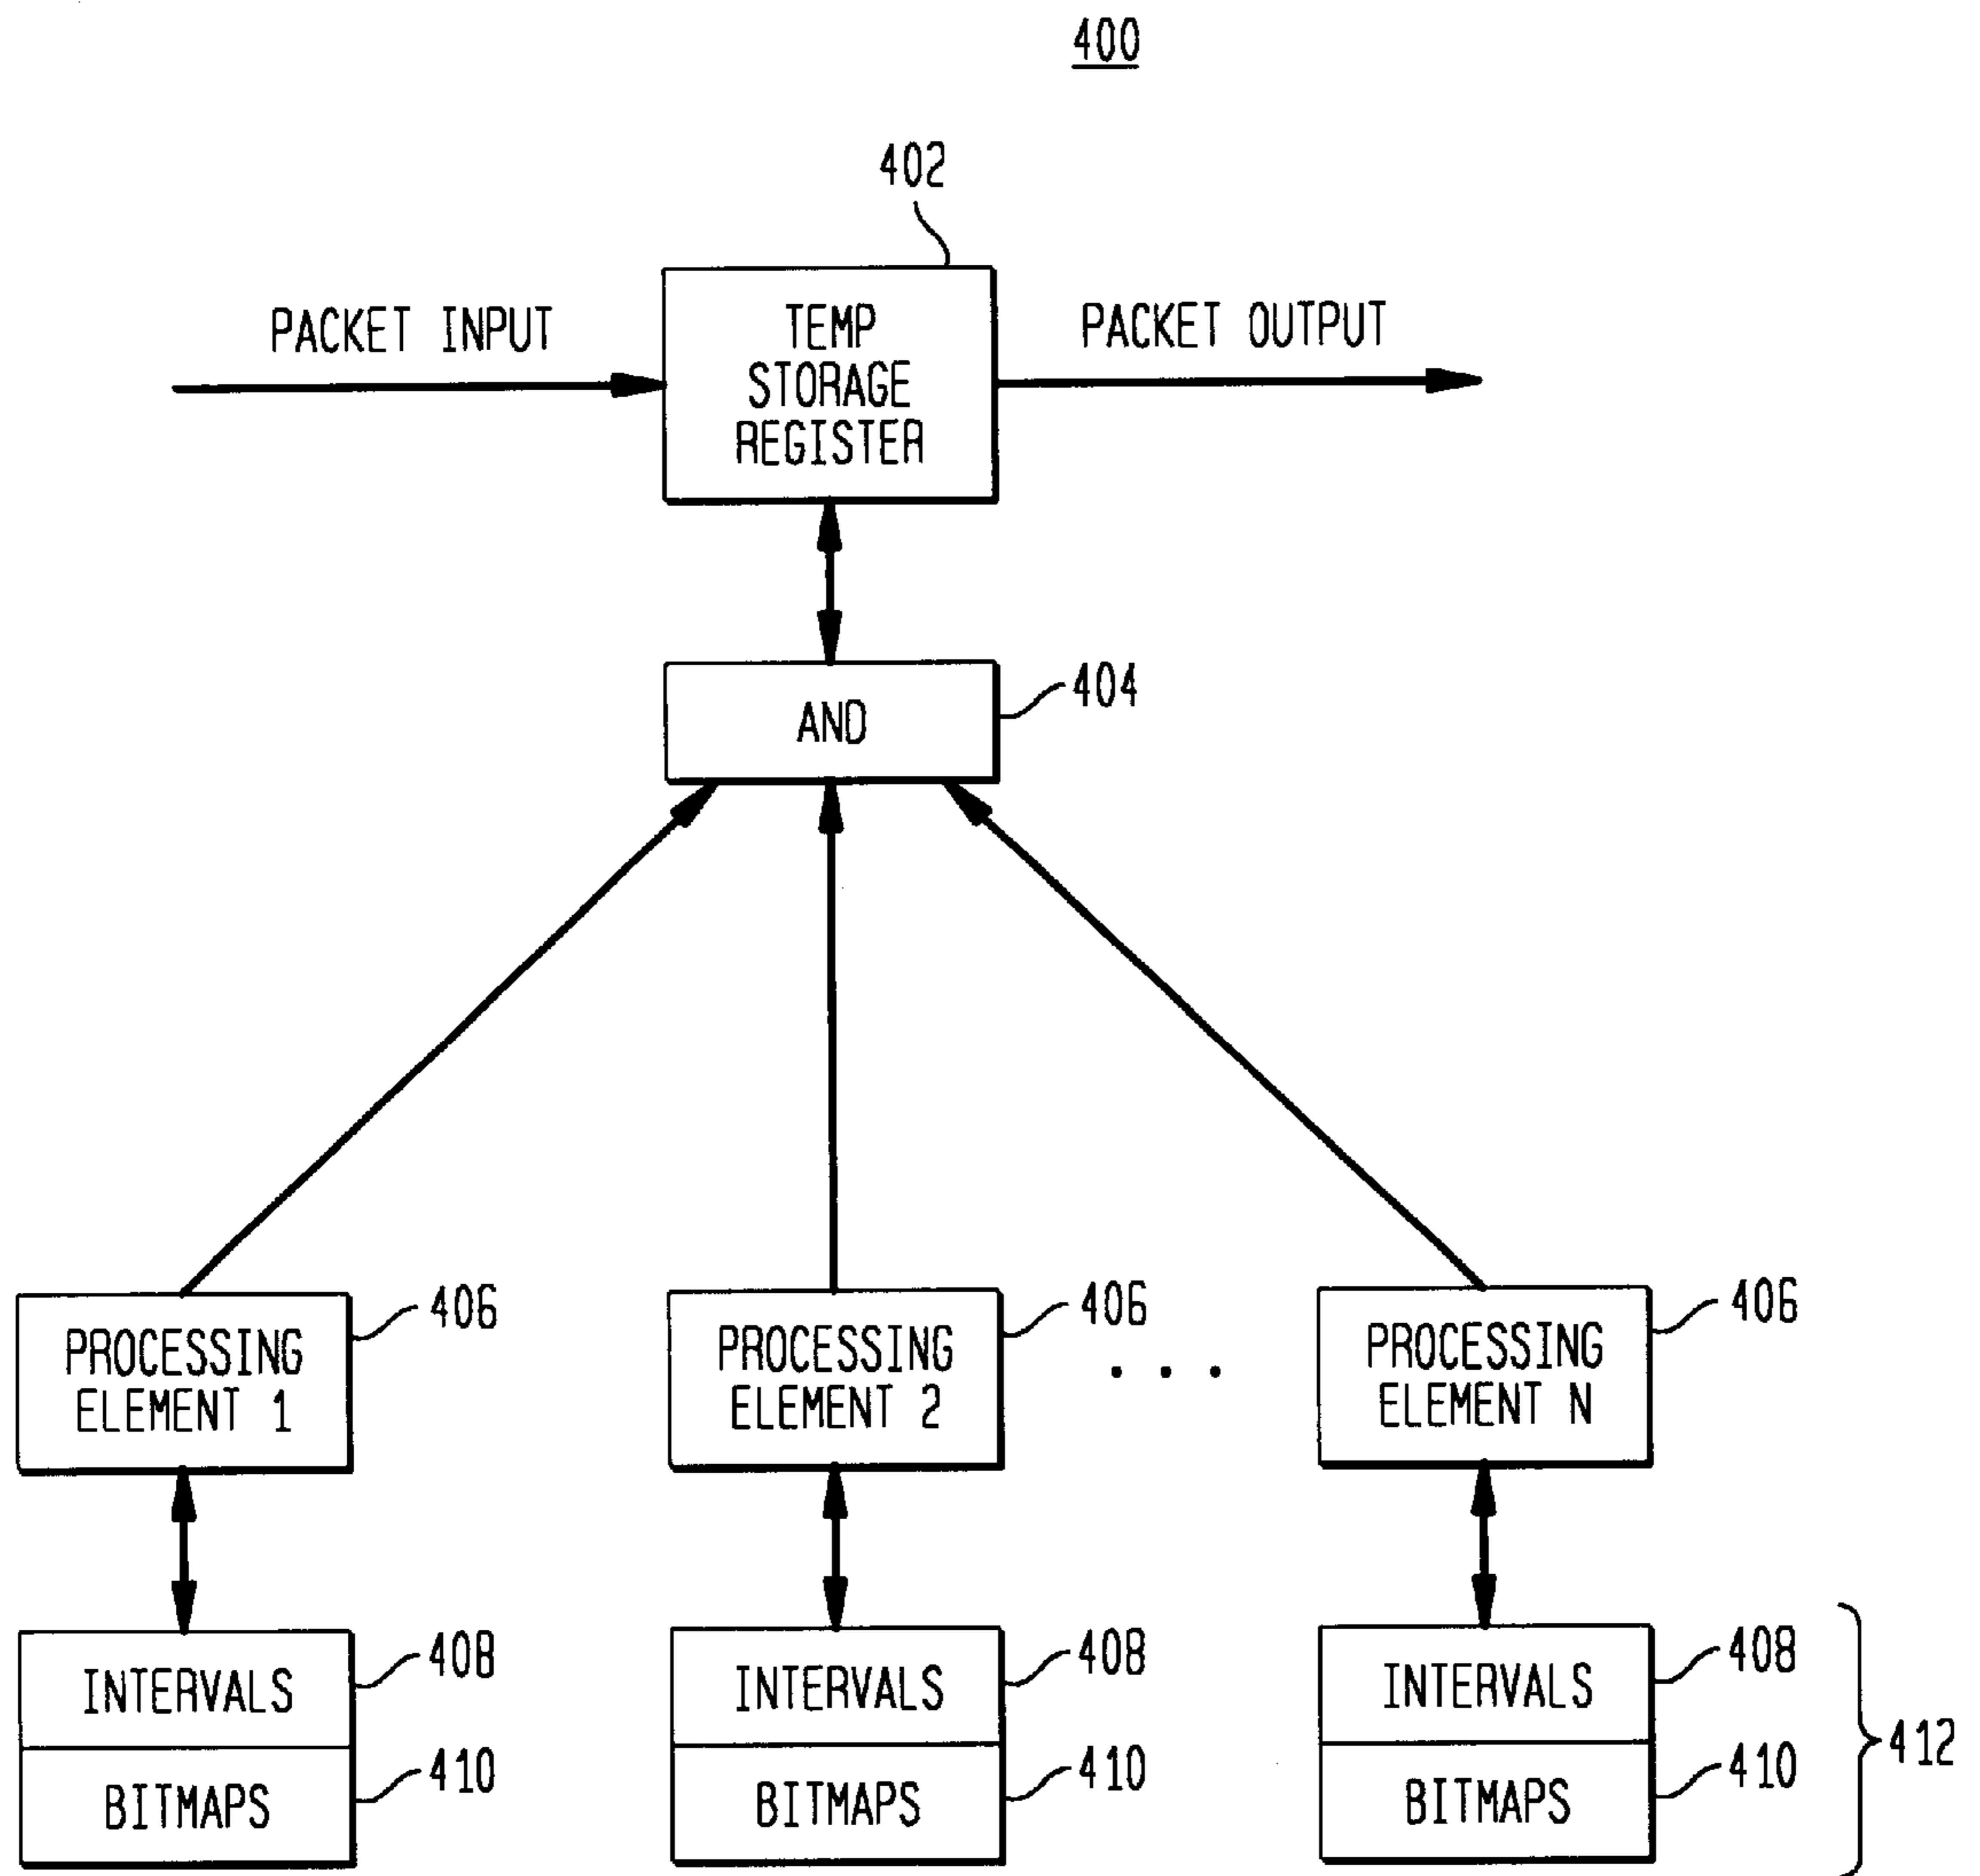 400
402
PACKET INPUT
TEMP
STORAGE
REGISTER
PACKET OUTPUT
AND
404
PROCESSING
ELEMENT 1
406
PROCESSING
ELEMENT 2
406
. . .
PROCESSING
ELEMENT N
406
INTERVALS
408
BITMAPS
410
INTERVALS
408
BITMAPS
410
INTERVALS
408
BITMAPS
410
412